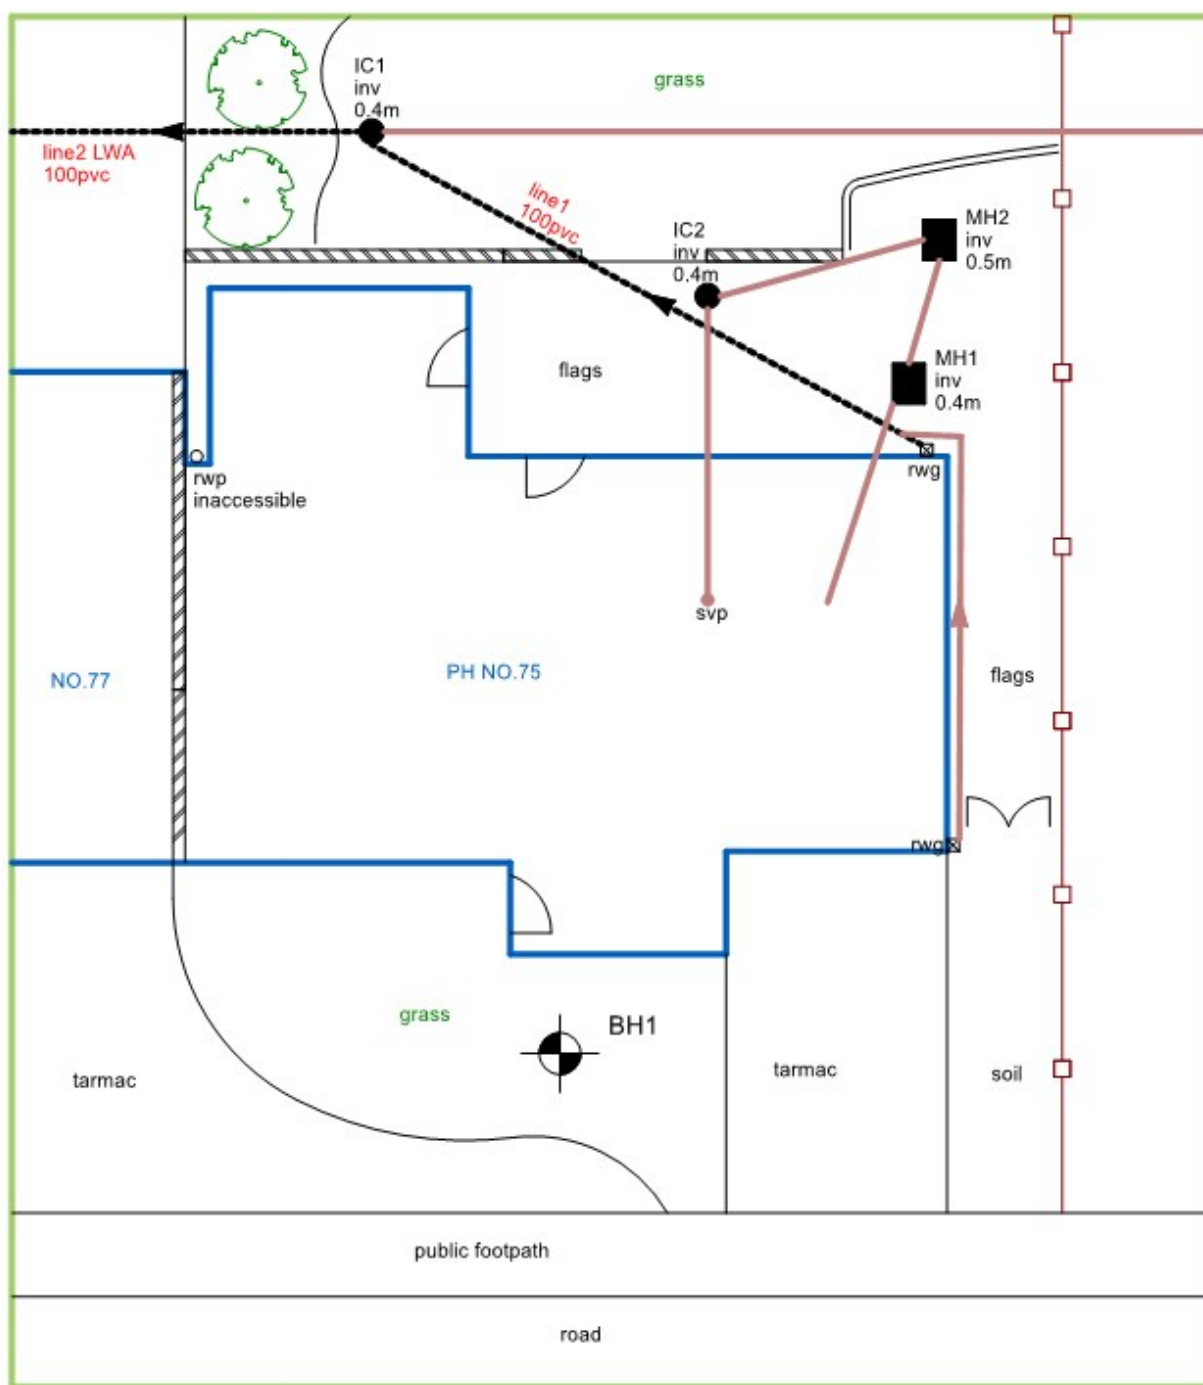 IC1
inv
0.4m
grass
line2 LWA
100pvc
line1
100pvc
IC2
inv
0.4m
MH2
inv
0.5m
MH1
inv
0.4m
flags
rwg
rwp
inaccessible
svp
NO.77
PH NO.75
flags
rwg
grass
BH1
tarmac
tarmac
soil
public footpath
road